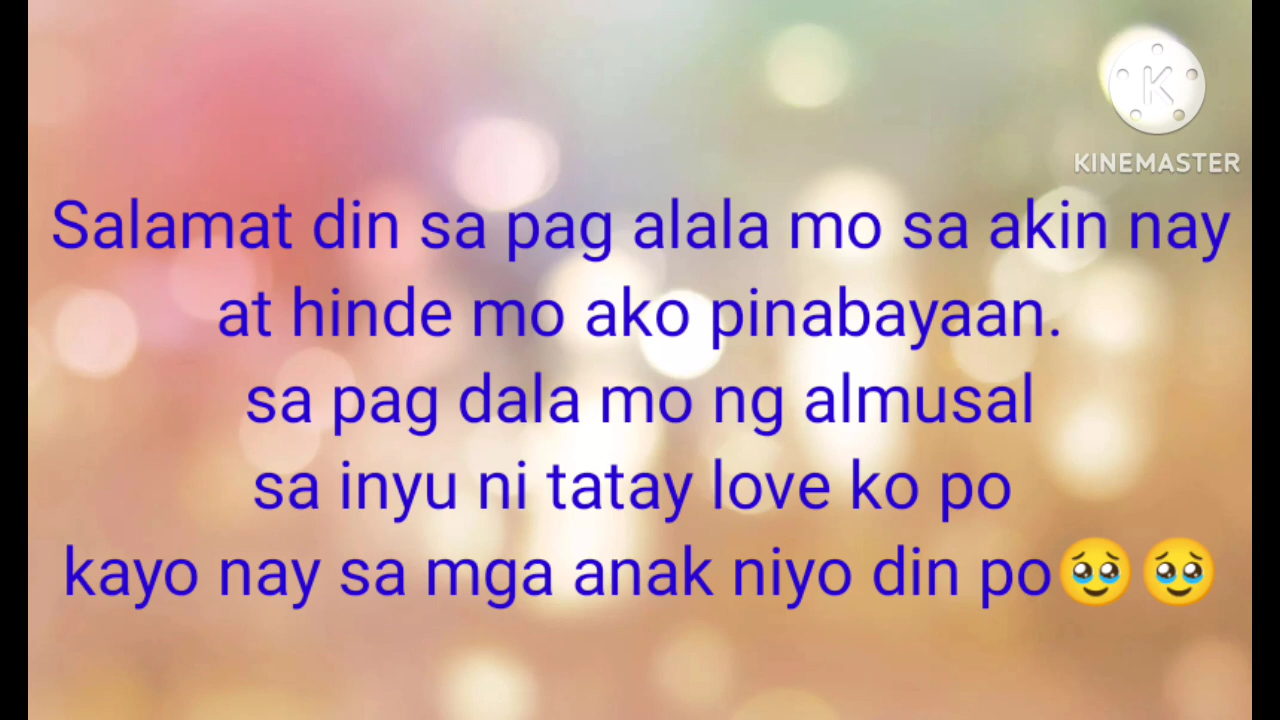 KINEMASTER
Salamat din sa pag alala mo sa akin nay
at hinde mo ako pinabayaan.
sa pag dala mo ng almusal
sa inyu ni tatay love ko po
kayo nay sa mga anak niyo din po🥹🥹